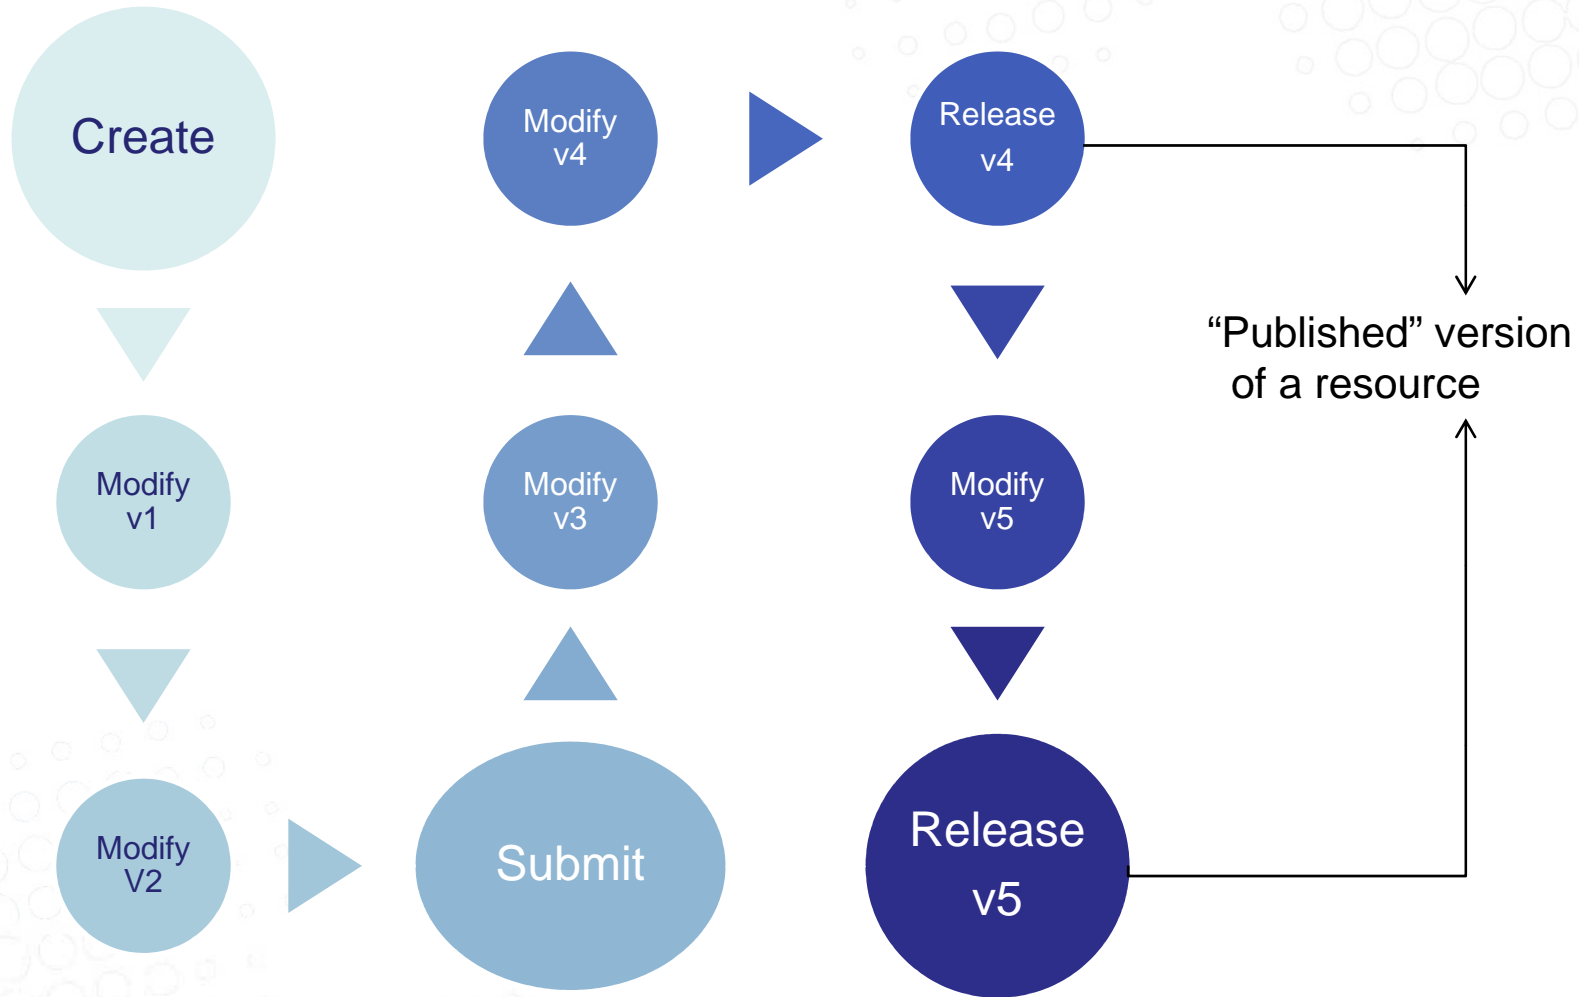 Create
Modify
v1
Modify
V2
Submit
Modify
v3
Modify
v4
Release
v4
Modify
v5
Release
v5
“Published” version
of a resource